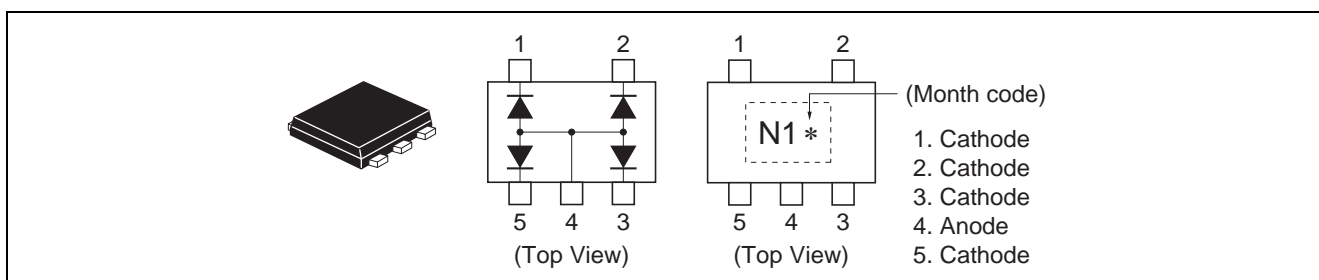 1 2
5 4 3
(Top View)
1 2
N1 *
5 4 3
(Top View)
(Month code)
1. Cathode
2. Cathode
3. Cathode
4. Anode
5. Cathode